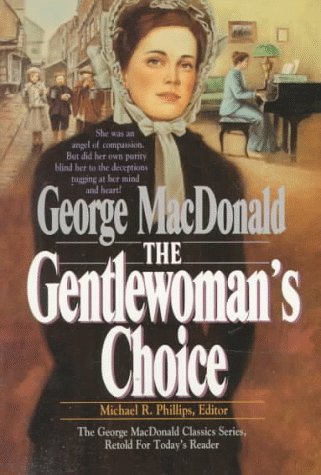 She was an
angel of compassion.
But did her own purity
blind her to the deceptions
tugging at her mind
and heart?
George MacDonald
THE
Gentlewoman's
Choice
Michael R. Phillips, Editor
The George MacDonald Classics Series,
Retold For Today's Reader